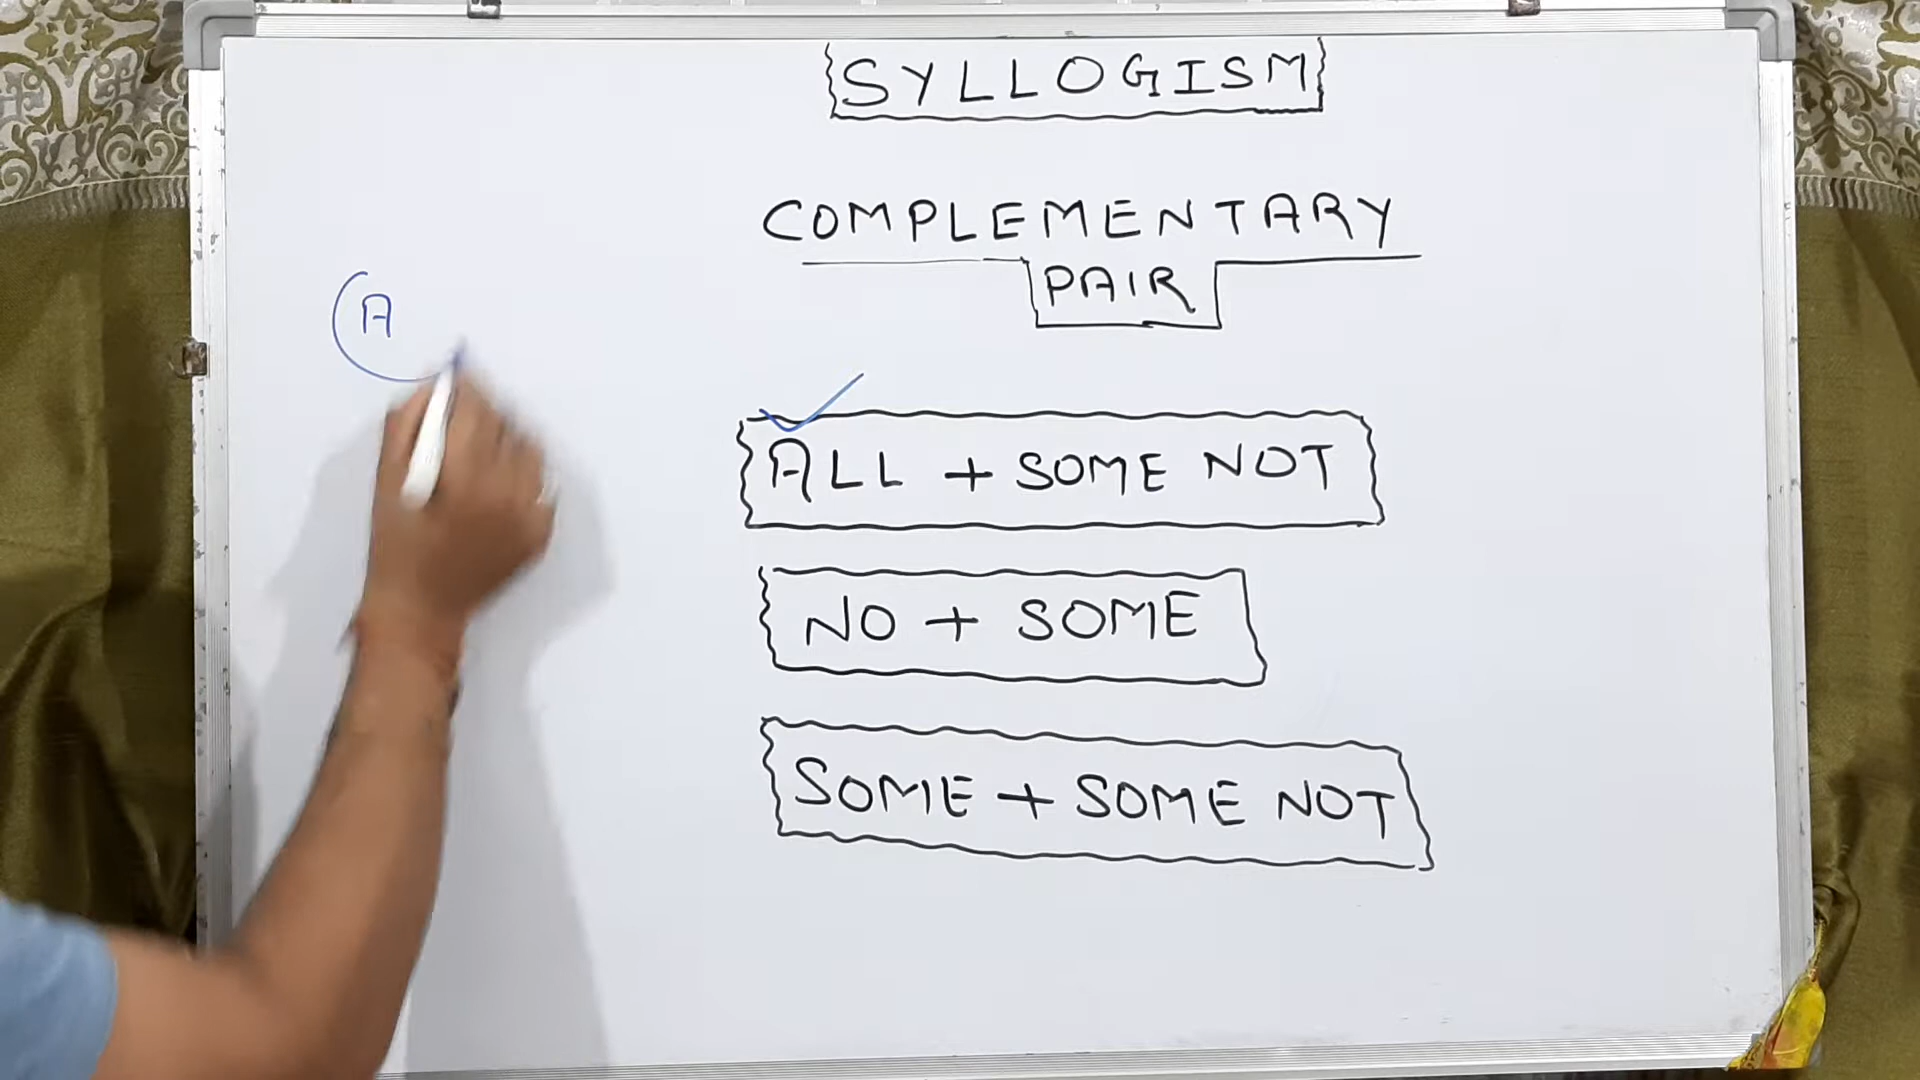 SYLLOGISM
COMPLEMENTARY
PAIR
A
ALL + SOME NOT
NO + SOME
SOME + SOME NOT